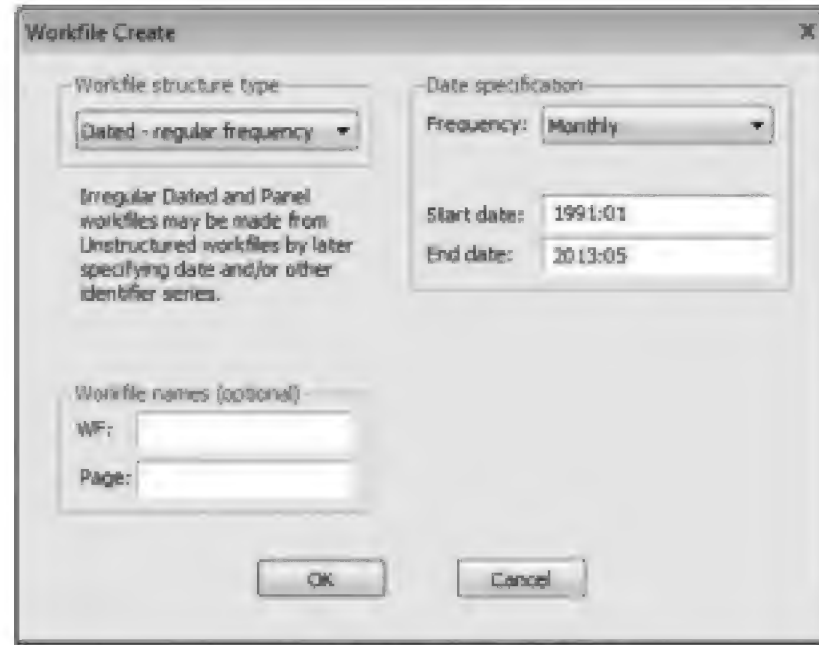 Workfile Create
Workfile structure type
Dated - regular frequency
Irregular Dated and Panel
workfiles may be made from
Unstructured workfiles by later
specifying date and/or other
identifier series.
Date specification
Frequency: Monthly
Start date: 1991:01
End date: 2013:05
Workfile names (optional)
WF:
Page:
OK
Cancel